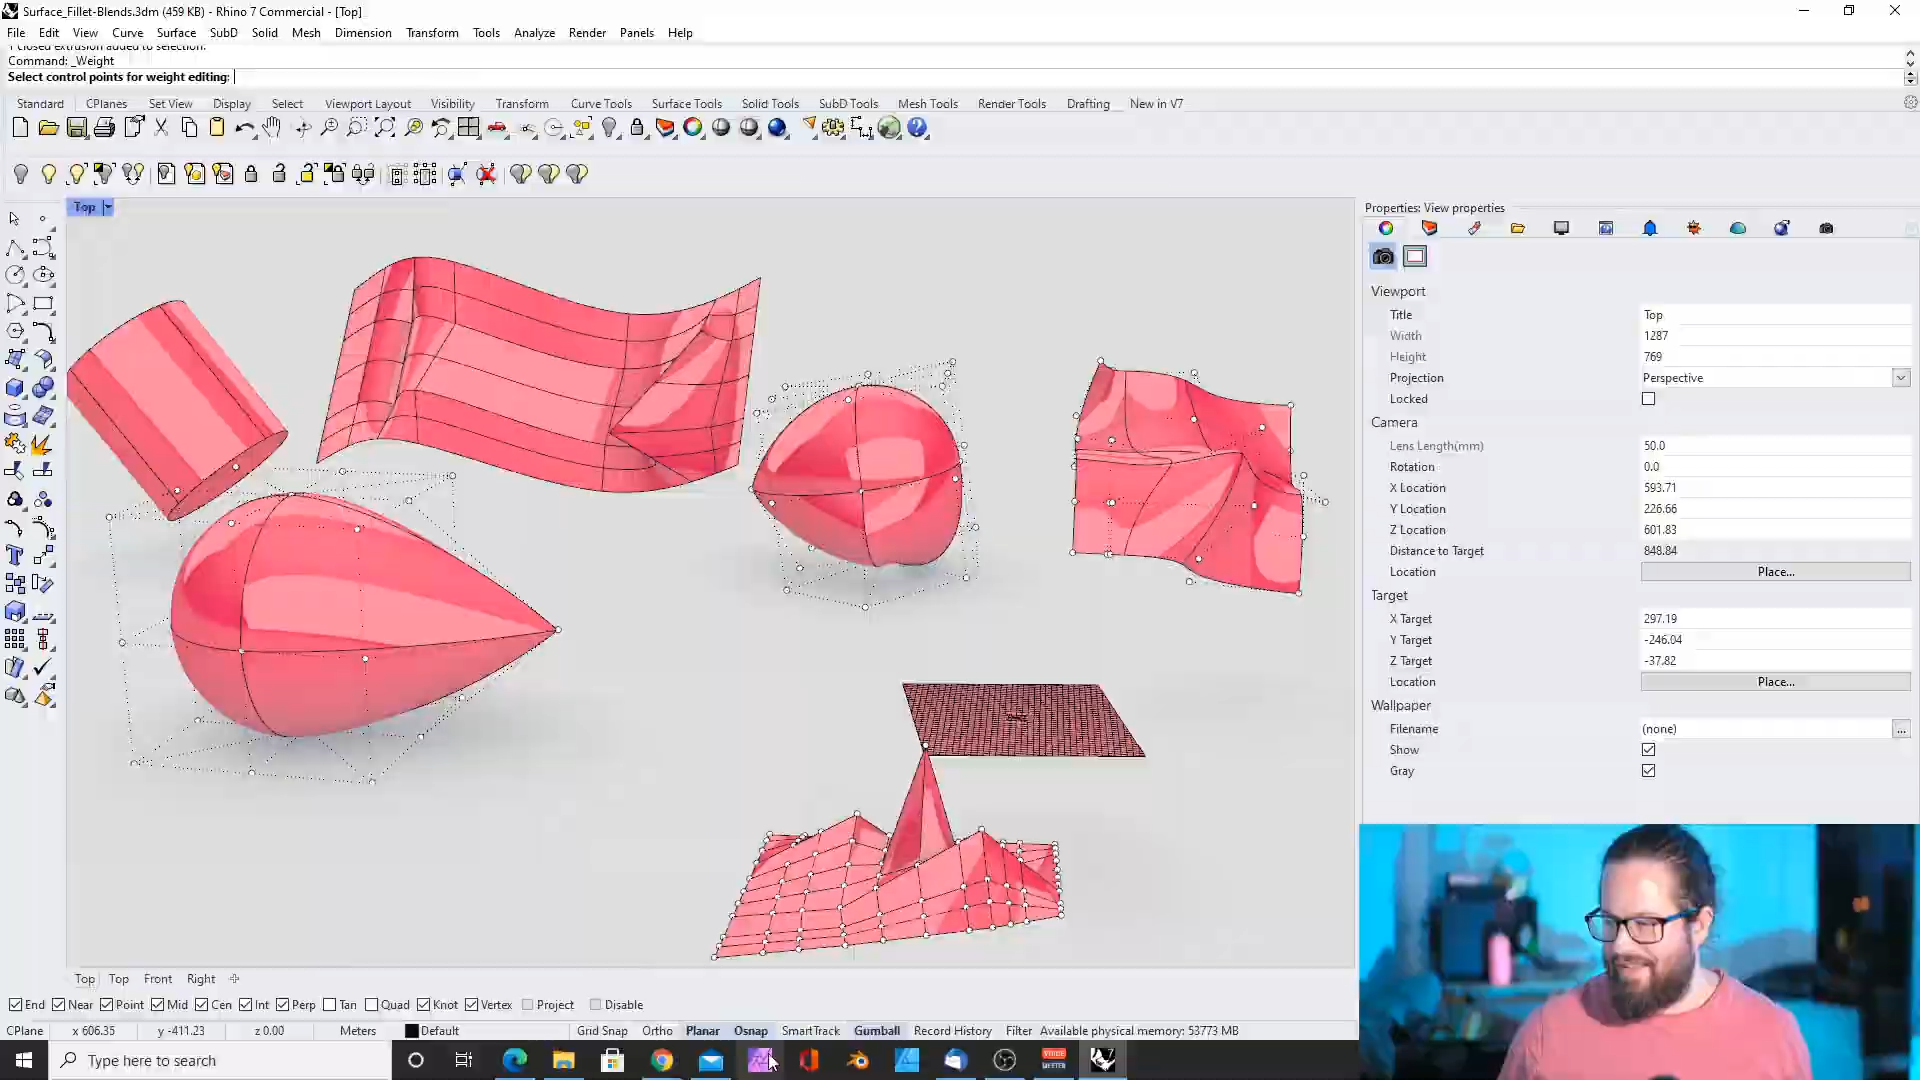 Surface_Fillet-Blends.3dm (459 KB) - Rhino 7 Commercial - [Top]
File Edit View Curve Surface SubD Solid Mesh Dimension Transform Tools Analyze Render Panels Help
1 closed extrusion added to selection.
Command: _Weight
Select control points for weight editing:
Standard CPlanes Set View Display Select Viewport Layout Visibility Transform Curve Tools Surface Tools Solid Tools SubD Tools Mesh Tools Render Tools Drafting New in V7
Top
Properties: View properties
Viewport
Title Top
Width 1287
Height 769
Projection Perspective
Locked
Camera
Lens Length(mm) 50.0
Rotation 0.0
X Location 593.71
Y Location 226.66
Z Location 601.83
Distance to Target 848.84
Location Place...
Target
X Target 297.19
Y Target -246.04
Z Target -37.82
Location Place...
Wallpaper
Filename (none) ...
Show
Gray
Top Top Front Right
End Near Point Mid Cen Int Perp Tan Quad Knot Vertex Project Disable
CPlane x 606.35 y -411.23 z 0.00 Meters Default Grid Snap Ortho Planar Osnap SmartTrack Gumball Record History Filter Available physical memory: 53773 MB
Type here to search